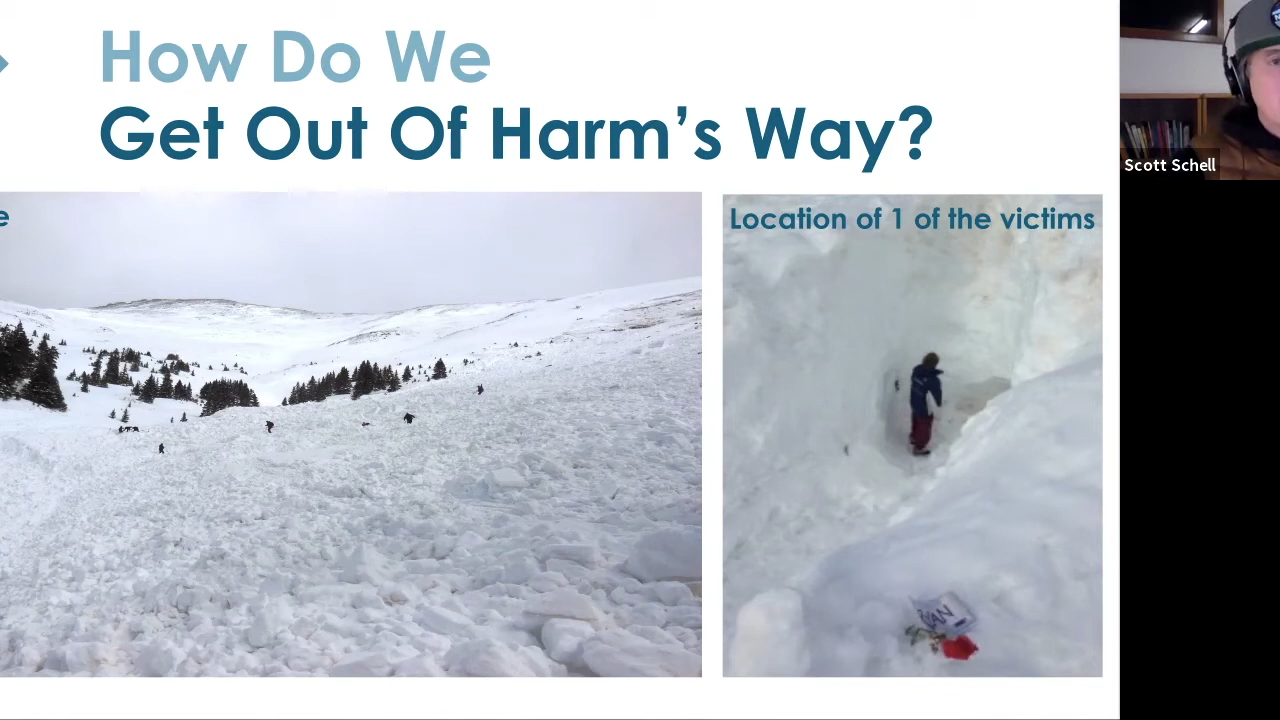 How Do We
Get Out Of Harm's Way?
e
Location of 1 of the victims
Scott Schell